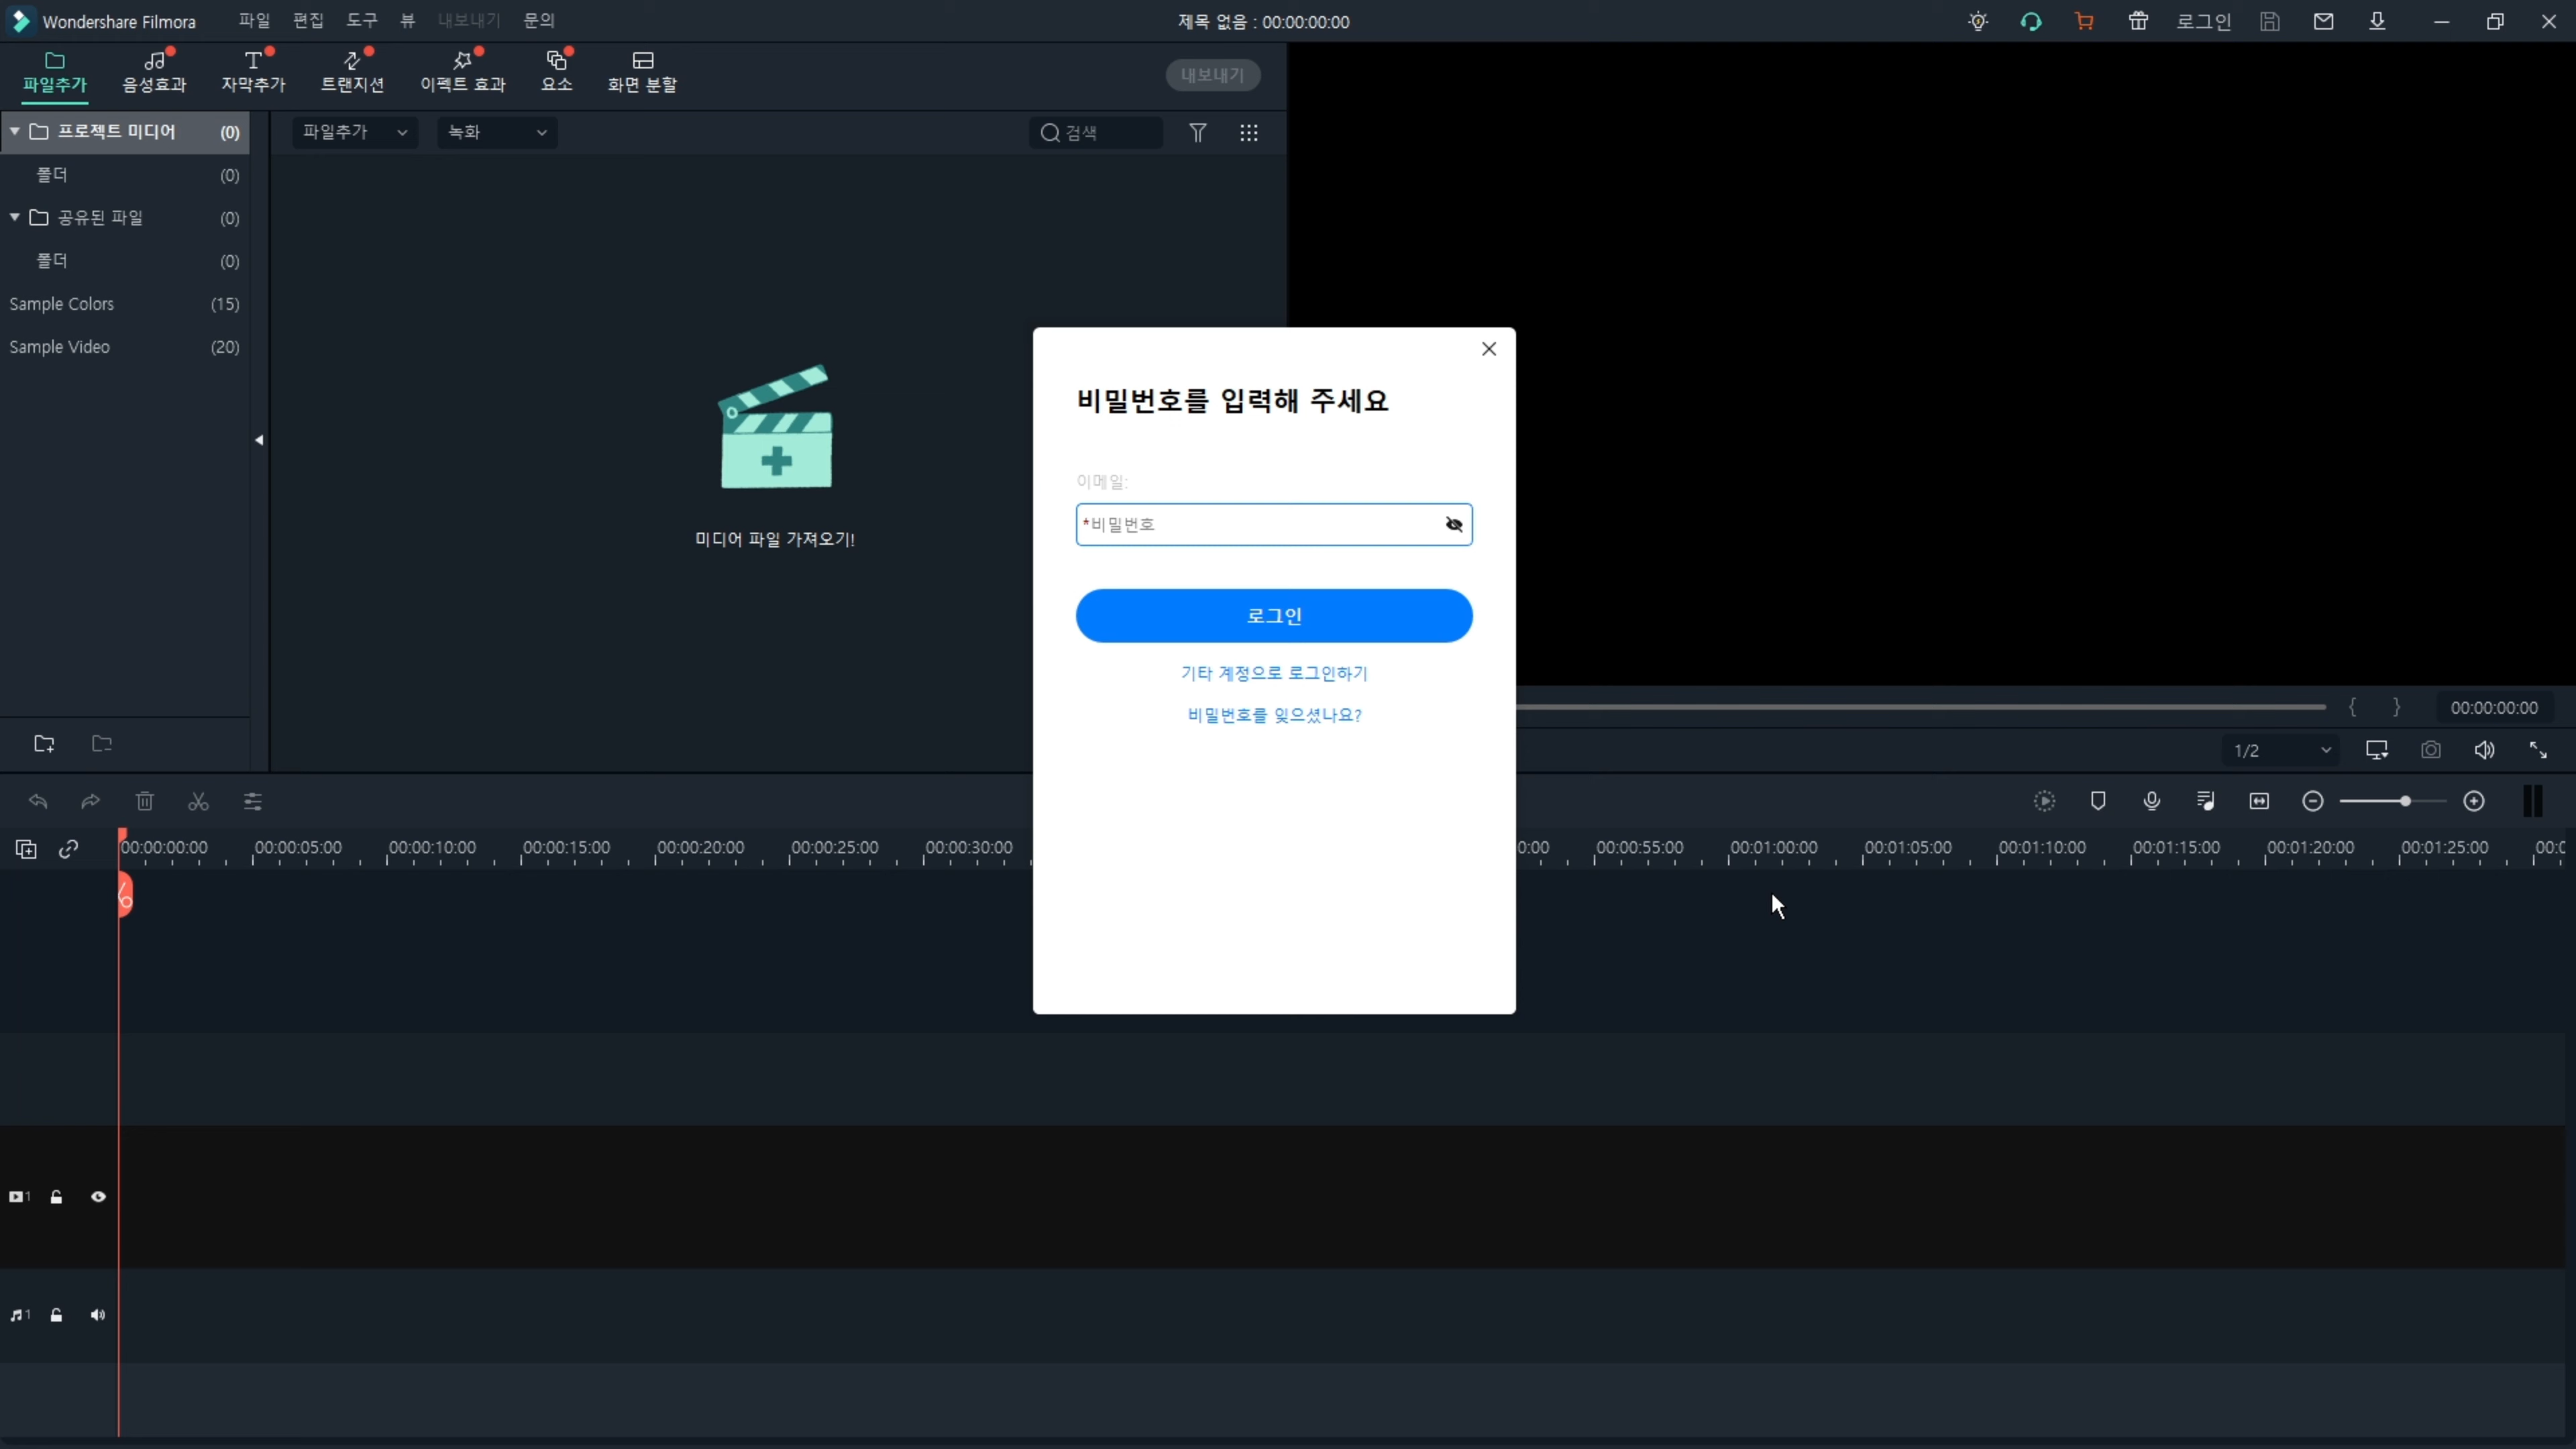 Wondershare Filmora 파일 편집 도구 뷰 내보내기 문의 제목 없음 : 00:00:00:00 로그인
파일추가 음성효과 자막추가 트랜지션 이펙트 효과 요소 화면 분할 내보내기
프로젝트 미디어 (0) 파일추가 녹화 검색
폴더 (0)
공유된 파일 (0)
폴더 (0)
Sample Colors (15)
Sample Video (20)
미디어 파일 가져오기!
비밀번호를 입력해 주세요
이메일:
*비밀번호
로그인
기타 계정으로 로그인하기
비밀번호를 잊으셨나요?
{ } 00:00:00:00
1/2
00:00:00:00 00:00:05:00 00:00:10:00 00:00:15:00 00:00:20:00 00:00:25:00 00:00:30:00 0:00 00:00:55:00 00:01:00:00 00:01:05:00 00:01:10:00 00:01:15:00 00:01:20:00 00:01:25:00 00:0
1
1